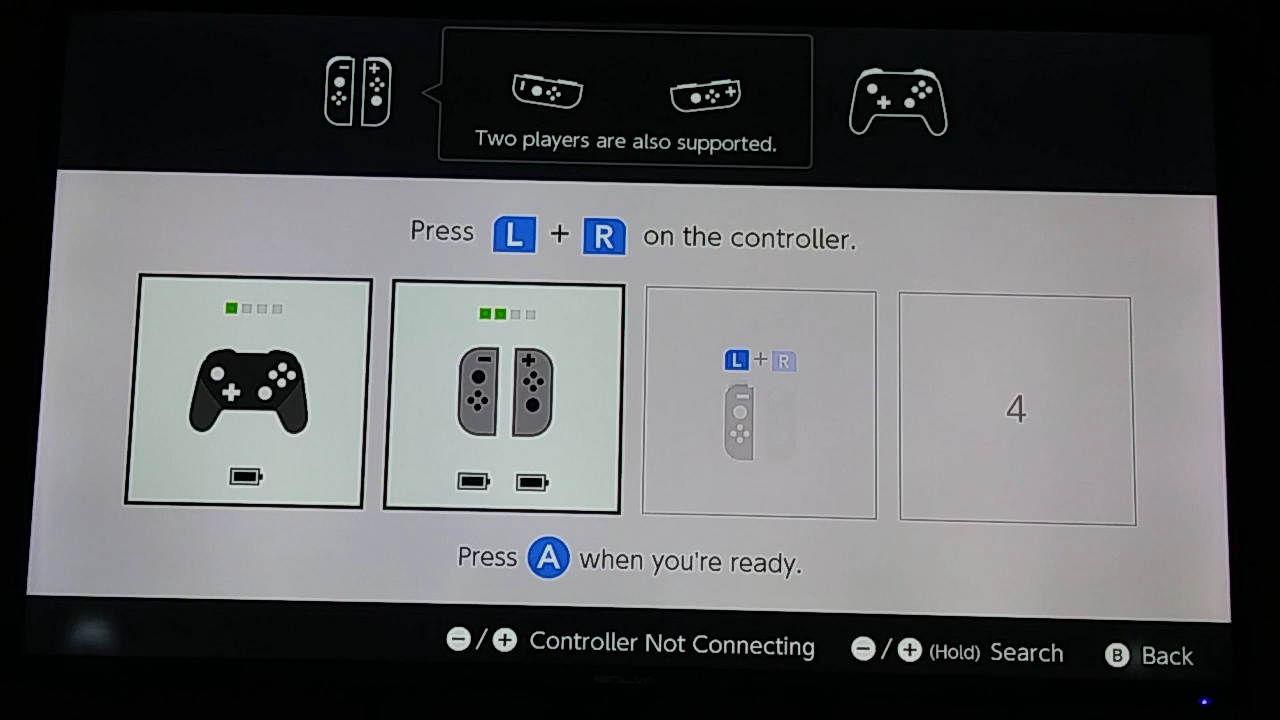 Two players are also supported.
Press L + R on the controller.
L + R
4
Press A when you're ready.
−/+ Controller Not Connecting −/+ (Hold) Search B Back